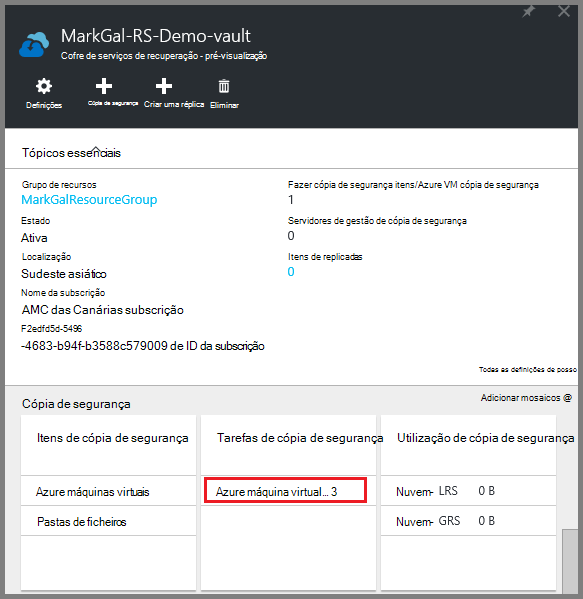 MarkGal-RS-Demo-vault
Cofre de serviços de recuperação - pré-visualização
Definições
Cópia de segurança
Criar uma réplica
Eliminar
Tópicos essenciais
Grupo de recursos
MarkGalResourceGroup
Estado
Ativa
Localização
Sudeste asiático
Nome da subscrição
AMC das Canárias subscrição
F2edfd5d-5496
-4683-b94f-b3588c579009 de ID da subscrição
Fazer cópia de segurança itens/Azure VM cópia de segurança
1
Servidores de gestão de cópia de segurança
0
Itens de replicadas
0
Todas as definições de posso
Cópia de segurança
Adicionar mosaicos @
Itens de cópia de segurança
Azure máquinas virtuais
Pastas de ficheiros
Tarefas de cópia de segurança
Azure máquina virtual... 3
Utilização de cópia de segurança
Nuvem- LRS 0 B
Nuvem- GRS 0 B